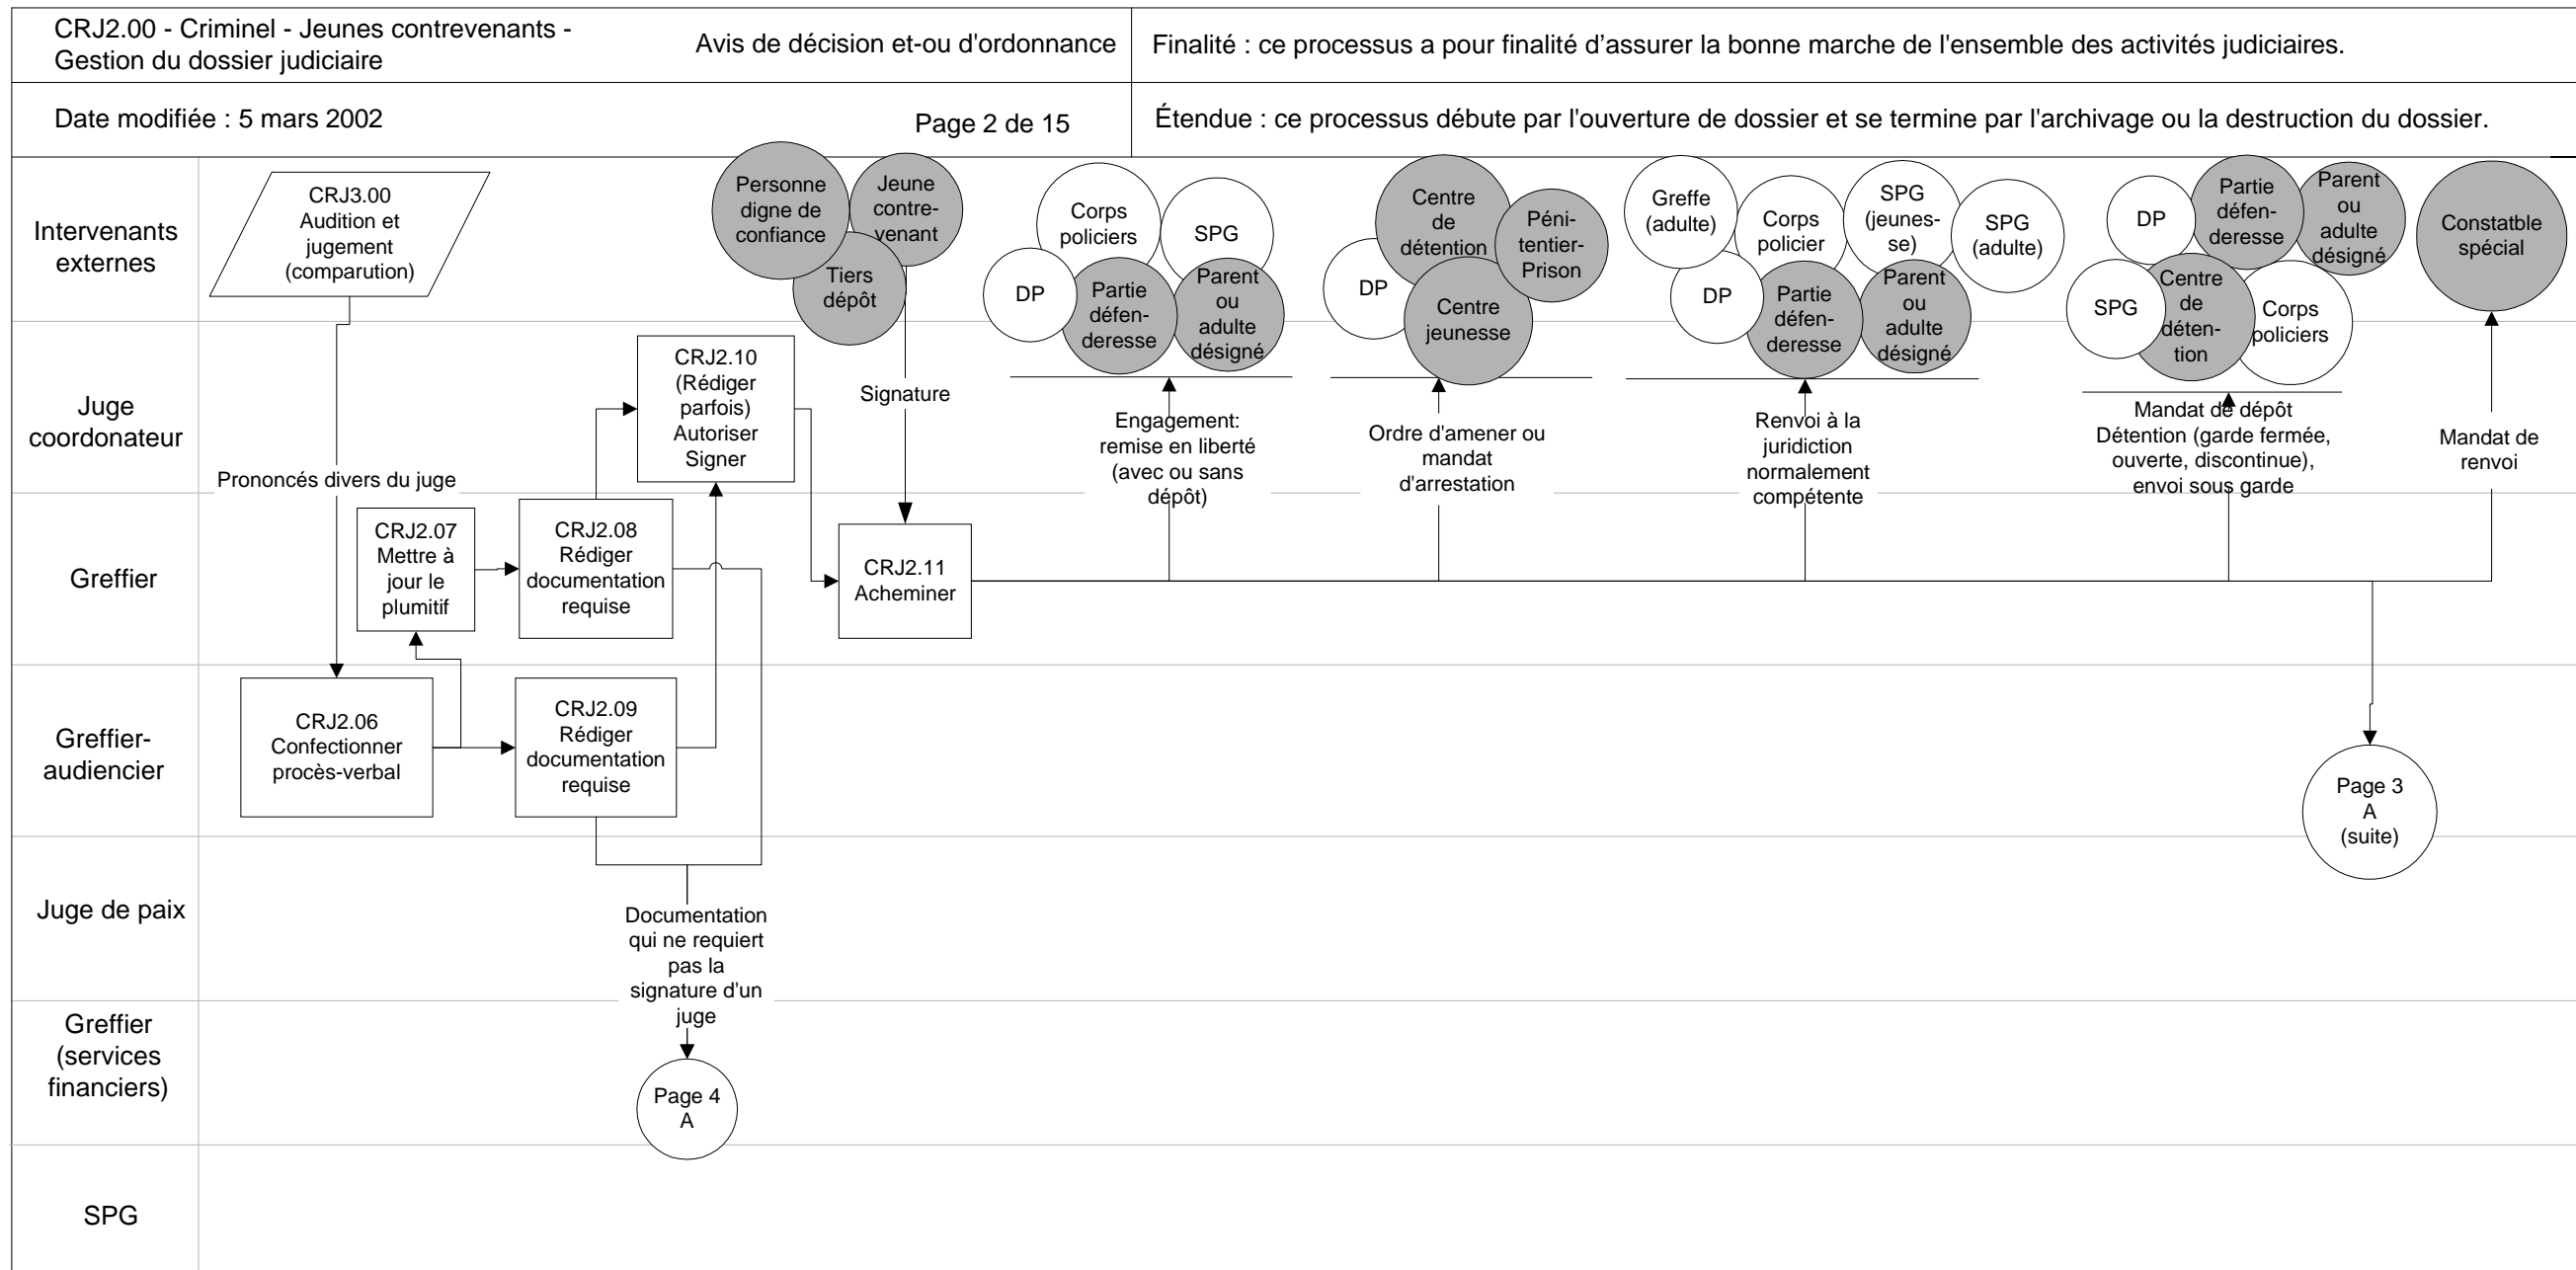 CRJ2.00 - Criminel - Jeunes contrevenants -
Gestion du dossier judiciaire
Avis de décision et-ou d'ordonnance
Finalité : ce processus a pour finalité d’assurer la bonne marche de l'ensemble des activités judiciaires.
Date modifiée : 5 mars 2002
Page 2 de 15
Étendue : ce processus débute par l'ouverture de dossier et se termine par l'archivage ou la destruction du dossier.
Intervenants
externes
CRJ3.00
Audition et
jugement
(comparution)
Personne
digne de
confiance
Jeune
contre-
venant
Tiers
dépôt
Corps
policiers
SPG
DP
Partie
défen-
deresse
Parent
ou
adulte
désigné
Centre
de
détention
Péni-
tentier-
Prison
DP
Centre
jeunesse
Greffe
(adulte)
Corps
policier
SPG
(jeunes-
se)
SPG
(adulte)
DP
Partie
défen-
deresse
Parent
ou
adulte
désigné
DP
Partie
défen-
deresse
Parent
ou
adulte
désigné
SPG
Centre
de
déten-
tion
Corps
policiers
Constatble
spécial
Juge
coordonateur
Prononcés divers du juge
CRJ2.10
(Rédiger
parfois)
Autoriser
Signer
Signature
Engagement:
remise en liberté
(avec ou sans
dépôt)
Ordre d'amener ou
mandat
d'arrestation
Renvoi à la
juridiction
normalement
compétente
Mandat de dépôt
Détention (garde fermée,
ouverte, discontinue),
envoi sous garde
Mandat de
renvoi
Greffier
CRJ2.07
Mettre à
jour le
plumitif
CRJ2.08
Rédiger
documentation
requise
CRJ2.11
Acheminer
Greffier-
audiencier
CRJ2.06
Confectionner
procès-verbal
CRJ2.09
Rédiger
documentation
requise
Page 3
A
(suite)
Juge de paix
Documentation
qui ne requiert
pas la
signature d'un
juge
Greffier
(services
financiers)
Page 4
A
SPG